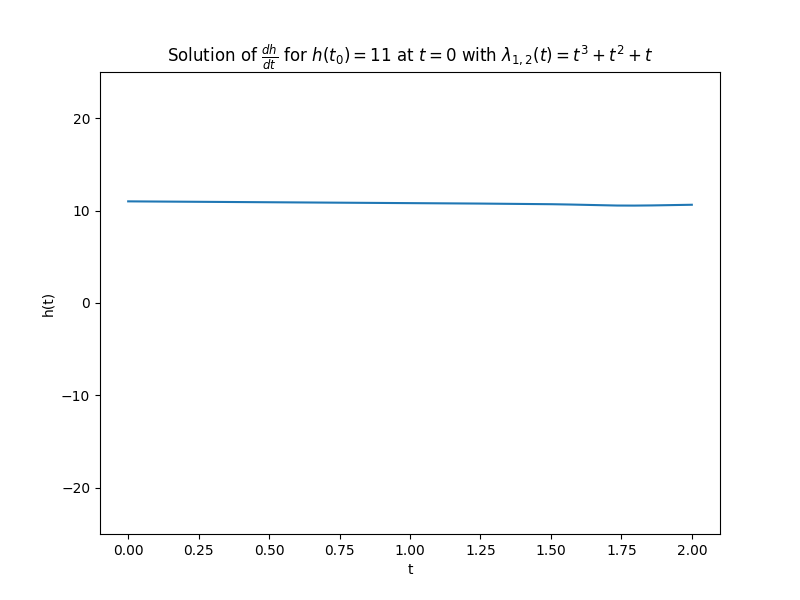 Solution of $\frac{dh}{dt}$ for $h(t_0) = 11$ at $t = 0$ with $\lambda_{1,2}(t) = t^3 + t^2 + t$
20
10
0
−10
−20
h(t)
0.00 0.25 0.50 0.75 1.00 1.25 1.50 1.75 2.00
t